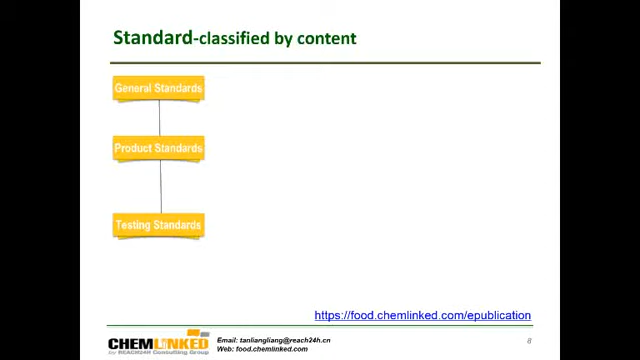 Standard-classified by content
General Standards
Product Standards
Testing Standards
https://food.chemlinked.com/epublication
CHEMLINKED
by REACH24H Consulting Group
Email: tanliangliang@reach24h.cn
Web: food.chemlinked.com
8